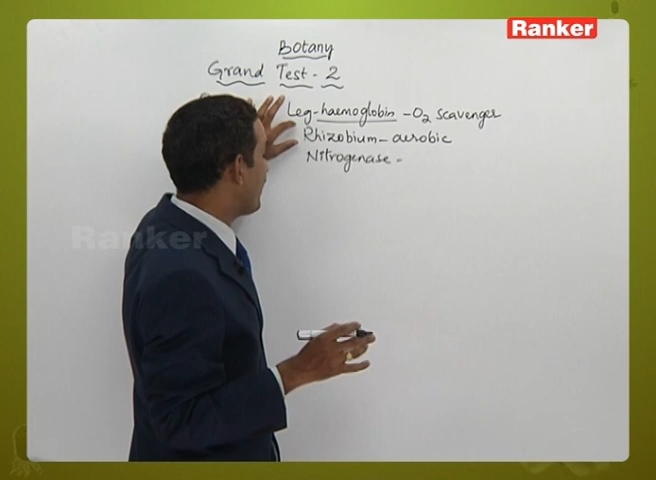 Ranker
Botany
Grand Test - 2
Leg-haemoglobin - O2 scavenger
Rhizobium - aerobic
Nitrogenase -
Ranker